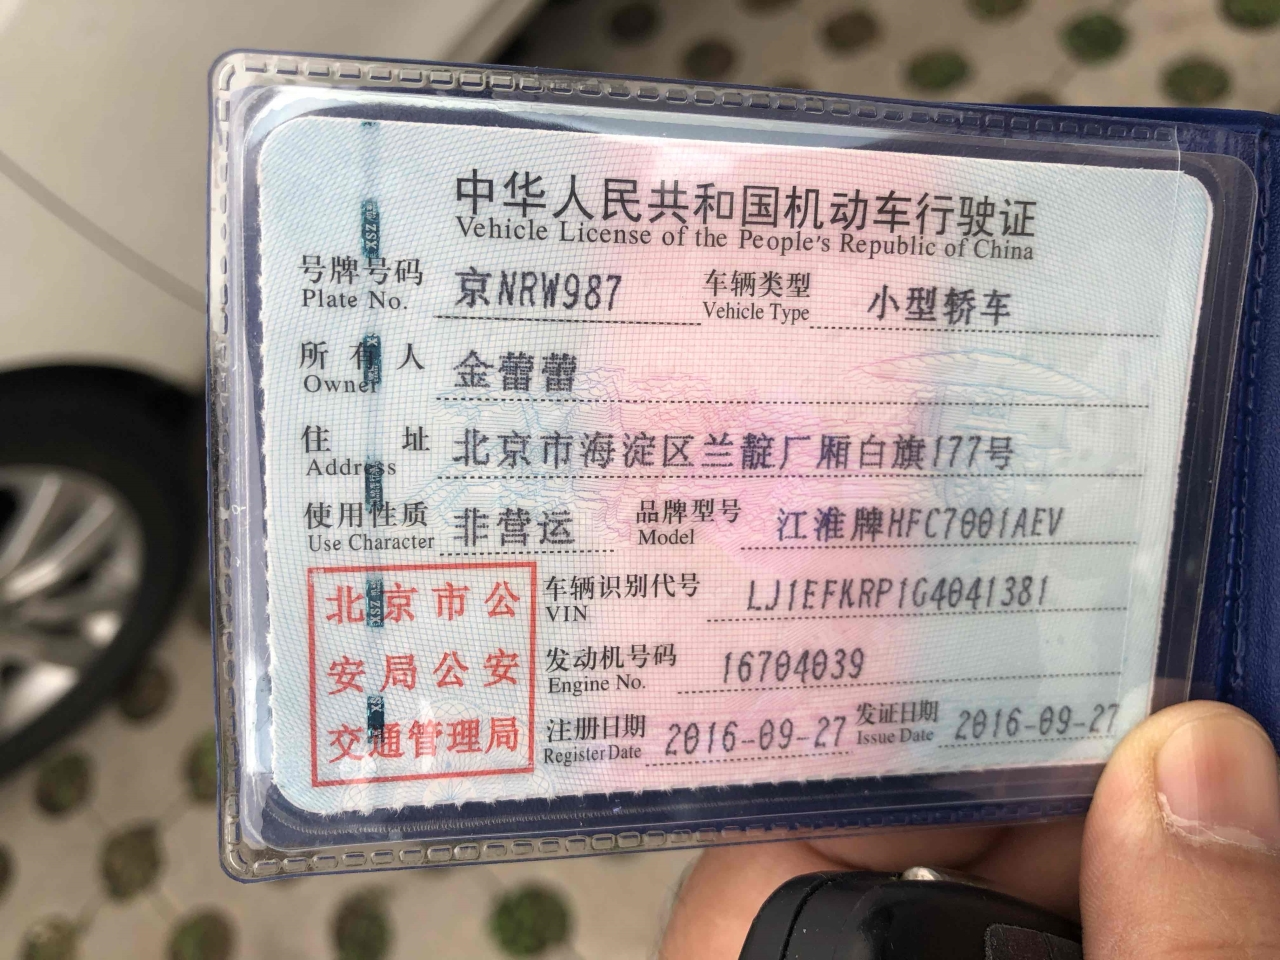 中华人民共和国机动车行驶证
Vehicle License of the People's Republic of China
号牌号码 京NRW987 车辆类型 小型轿车
Plate No. Vehicle Type
所有人 金蕾蕾
Owner
住址 北京市海淀区兰靛厂厢白旗177号
Address
使用性质 非营运 品牌型号 江淮牌HFC7001AEV
Use Character Model
车辆识别代号 LJ1EFKRP1G4041381
VIN
发动机号码 16704039
Engine No.
注册日期 2016-09-27 发证日期 2016-09-27
Register Date Issue Date
北京市公
安局公安
交通管理局
XSZ
XSZ
XSZ